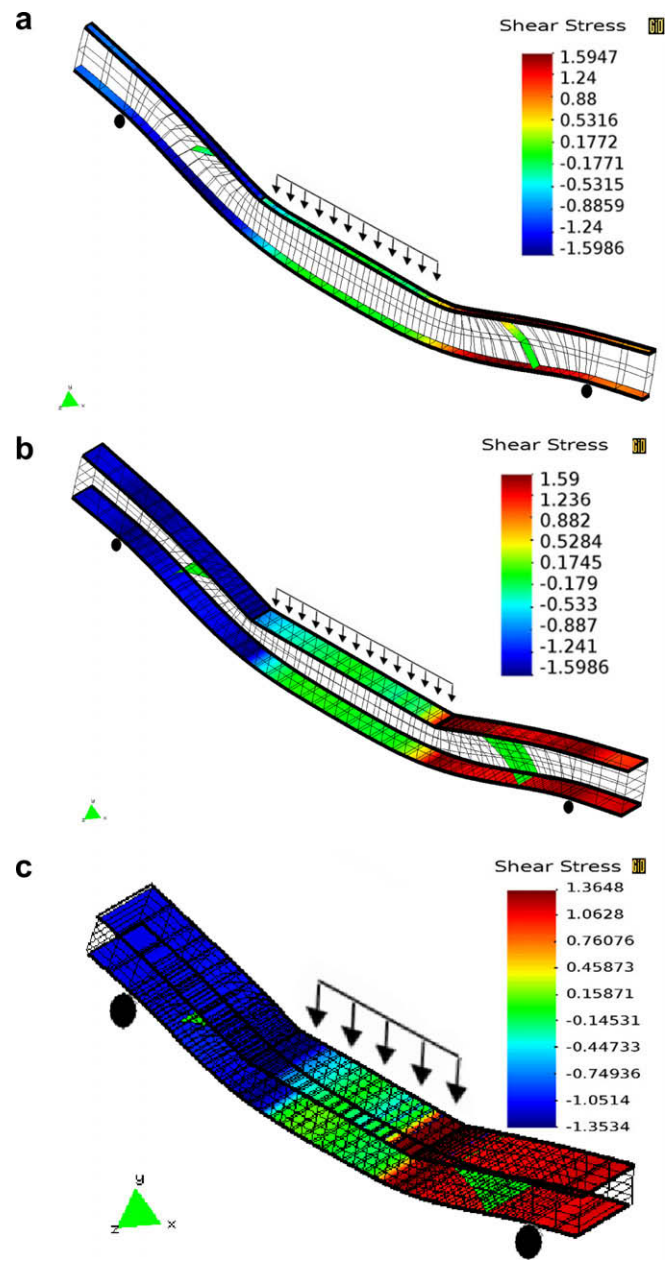 a
Shear Stress GiD
1.5947
1.24
0.88
0.5316
0.1772
-0.1771
-0.5315
-0.8859
-1.24
-1.5986
y
z x
b
Shear Stress GiD
1.59
1.236
0.882
0.5284
0.1745
-0.179
-0.533
-0.887
-1.241
-1.5986
y
z x
c
Shear Stress GiD
1.3648
1.0628
0.76076
0.45873
0.15871
-0.14531
-0.44733
-0.74936
-1.0514
-1.3534
y
z x